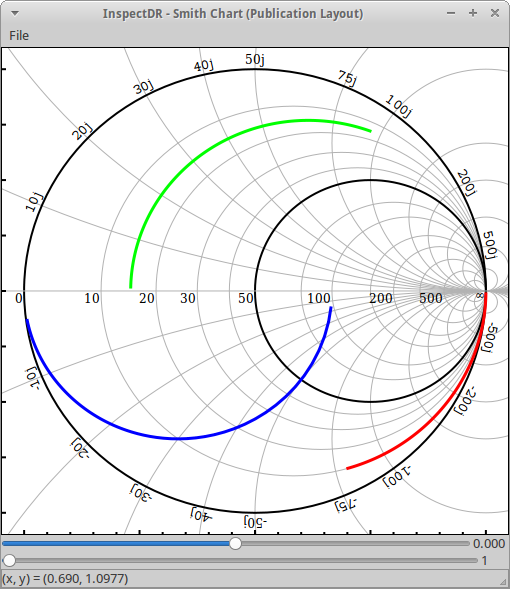 InspectDR - Smith Chart (Publication Layout)
File
50j
40j
75j
30j
100j
20j
200j
10j
500j
0 10 20 30 50 100 200 500 ∞
-500j
-10j
-200j
-20j
-100j
-30j
-75j
-40j
-50j
0.000
1
(x, y) = (0.690, 1.0977)